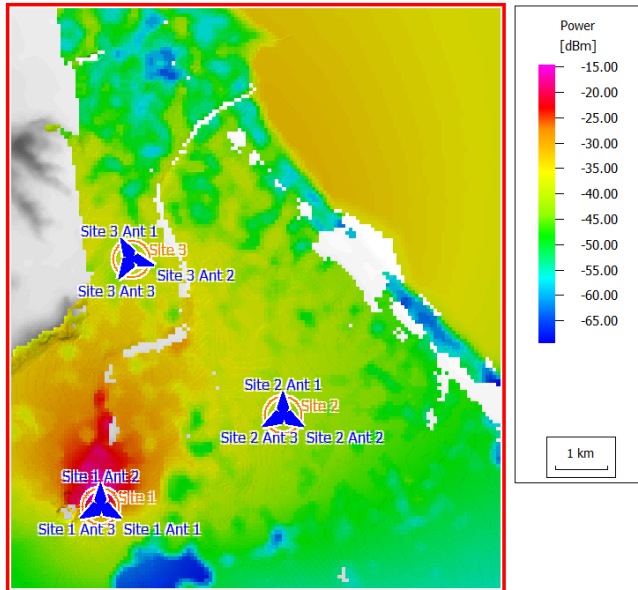 Power
[dBm]
-15.00
-20.00
-25.00
-30.00
-35.00
-40.00
-45.00
-50.00
-55.00
-60.00
-65.00
1 km
Site 3 Ant 1
Site 3
Site 3 Ant 2
Site 3 Ant 3
Site 2 Ant 1
Site 2
Site 2 Ant 3 Site 2 Ant 2
Site 1 Ant 2
Site 1
Site 1 Ant 3 Site 1 Ant 1